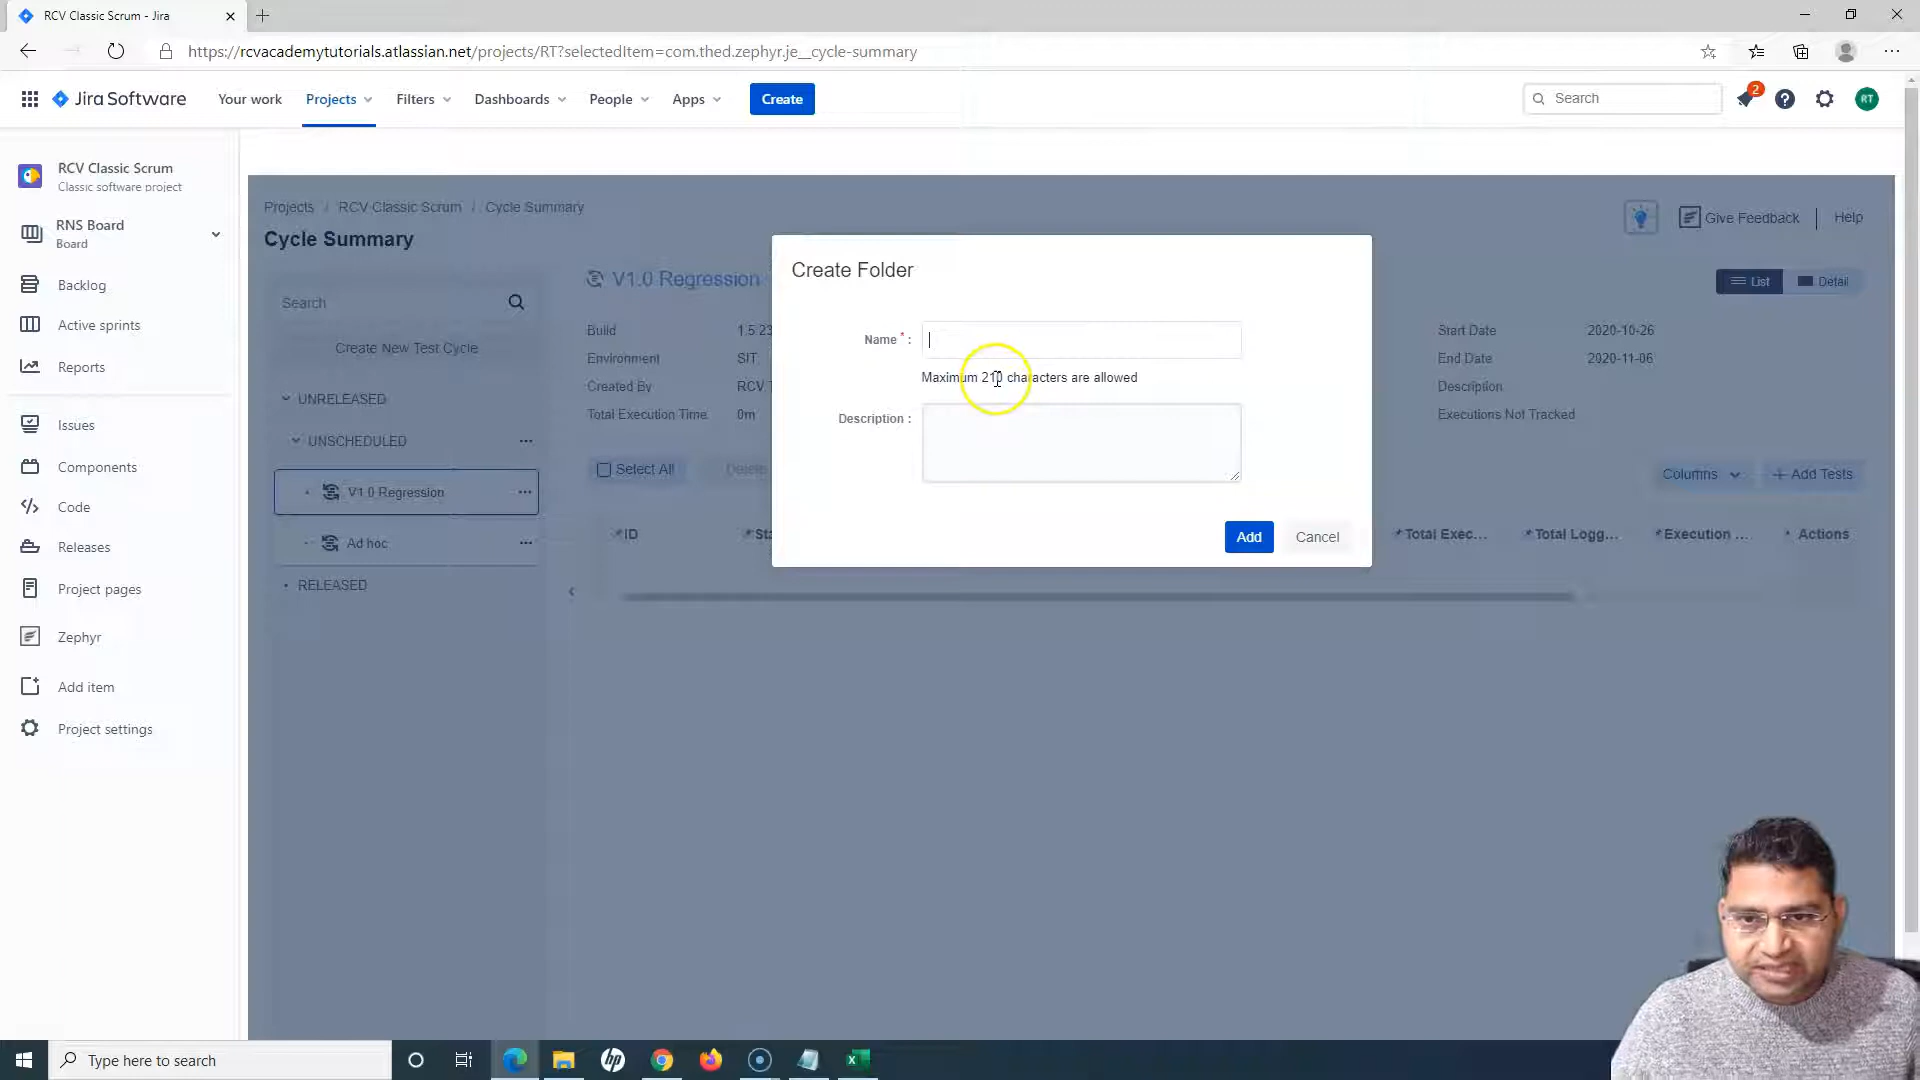 RCV Classic Scrum - Jira
https://rcvacademytutorials.atlassian.net/projects/RT?selectedItem=com.thed.zephyr.je__cycle-summary
Jira Software
Your work
Projects
Filters
Dashboards
People
Apps
Create
Search
2
RT
RCV Classic Scrum
Classic software project
RNS Board
Board
Backlog
Active sprints
Reports
Issues
Components
Code
Releases
Project pages
Zephyr
Add item
Project settings
Projects / RCV Classic Scrum / Cycle Summary
Give Feedback
Help
Cycle Summary
Search
Create New Test Cycle
UNRELEASED
UNSCHEDULED
V1.0 Regression
Ad hoc
RELEASED
V1.0 Regression
List
Detail
Build 1.5.23
Environment SIT
Created By RCV
Total Execution Time 0m
Start Date 2020-10-26
End Date 2020-11-06
Description
Executions Not Tracked
Select All
Delete
Columns
+ Add Tests
ID
Total Exec...
Total Logg...
Execution ...
Actions
Create Folder
Name * :
Maximum 210 characters are allowed
Description :
Add
Cancel
Type here to search
hp